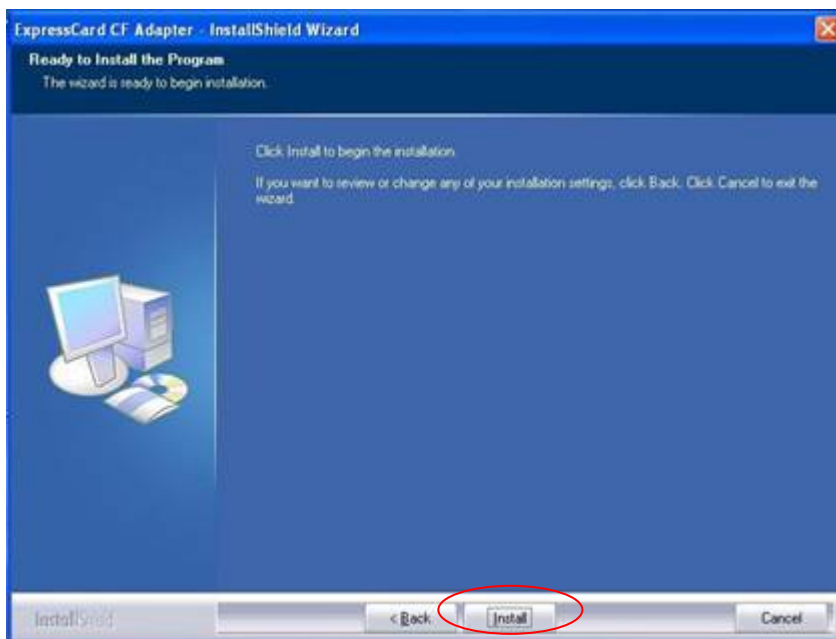 ExpressCard CF Adapter - InstallShield Wizard
Ready to Install the Program
The wizard is ready to begin installation.
Click Install to begin the installation.
If you want to review or change any of your installation settings, click Back. Click Cancel to exit the
wizard.
InstallShield
< Back
Install
Cancel